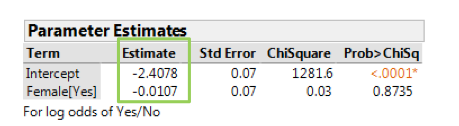 Parameter Estimates
Term Estimate Std Error ChiSquare Prob>ChiSq
Intercept -2.4078 0.07 1281.6 <.0001*
Female[Yes] -0.0107 0.07 0.03 0.8735
For log odds of Yes/No